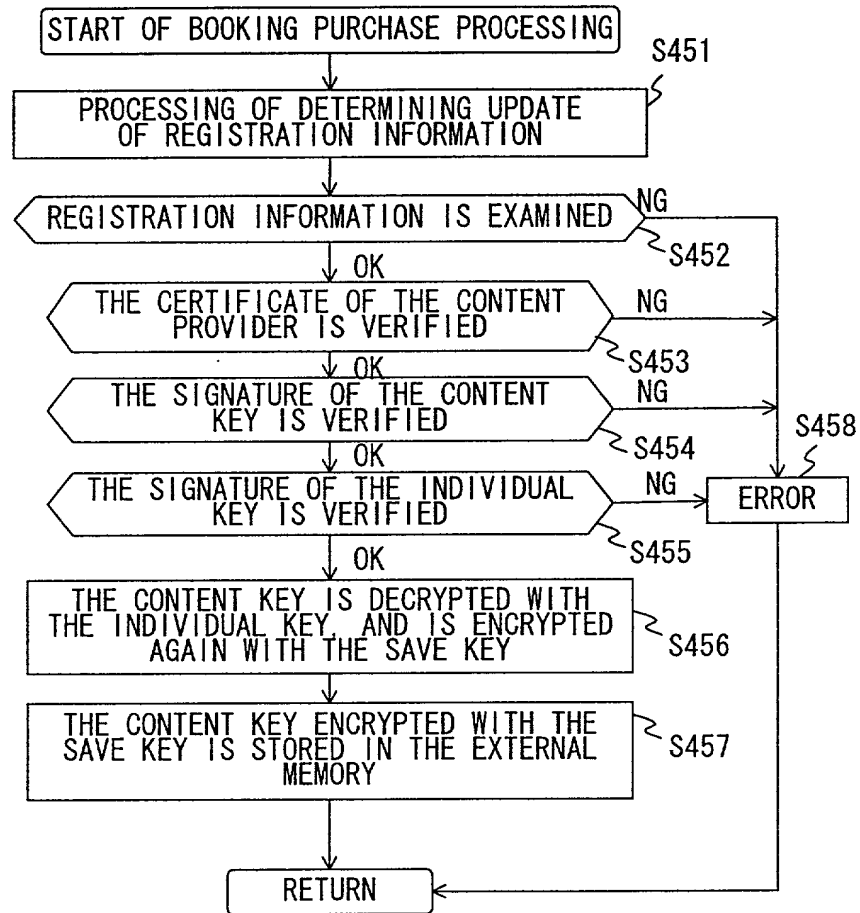 START OF BOOKING PURCHASE PROCESSING
S451
PROCESSING OF DETERMINING UPDATE
OF REGISTRATION INFORMATION
REGISTRATION INFORMATION IS EXAMINED
NG
S452
OK
THE CERTIFICATE OF THE CONTENT
PROVIDER IS VERIFIED
NG
S453
OK
THE SIGNATURE OF THE CONTENT
KEY IS VERIFIED
NG
S454
OK
THE SIGNATURE OF THE INDIVIDUAL
KEY IS VERIFIED
NG
S455
S458
ERROR
OK
THE CONTENT KEY IS DECRYPTED WITH
THE INDIVIDUAL KEY, AND IS ENCRYPTED
AGAIN WITH THE SAVE KEY
S456
THE CONTENT KEY ENCRYPTED WITH THE
SAVE KEY IS STORED IN THE EXTERNAL
MEMORY
S457
RETURN